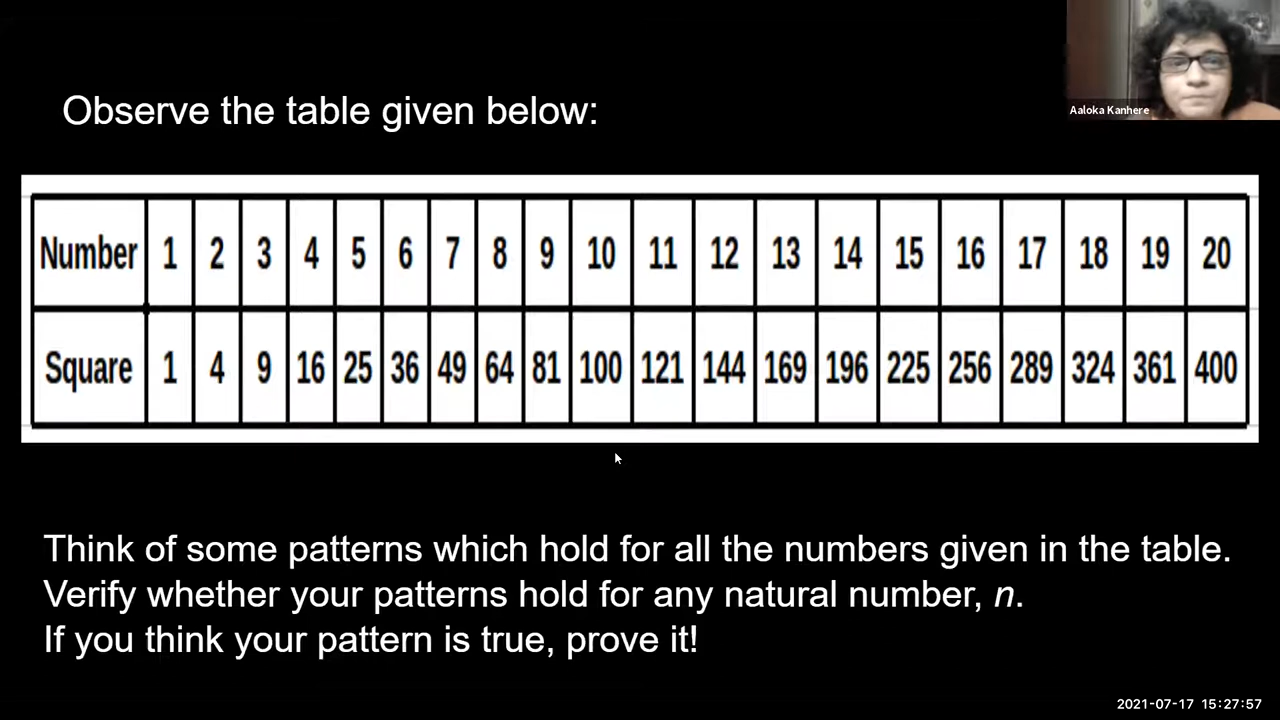 Aaloka Kanhere
Observe the table given below:
Number 1 2 3 4 5 6 7 8 9 10 11 12 13 14 15 16 17 18 19 20
Square 1 4 9 16 25 36 49 64 81 100 121 144 169 196 225 256 289 324 361 400
Think of some patterns which hold for all the numbers given in the table.
Verify whether your patterns hold for any natural number, n.
If you think your pattern is true, prove it!
2021-07-17 15:27:57